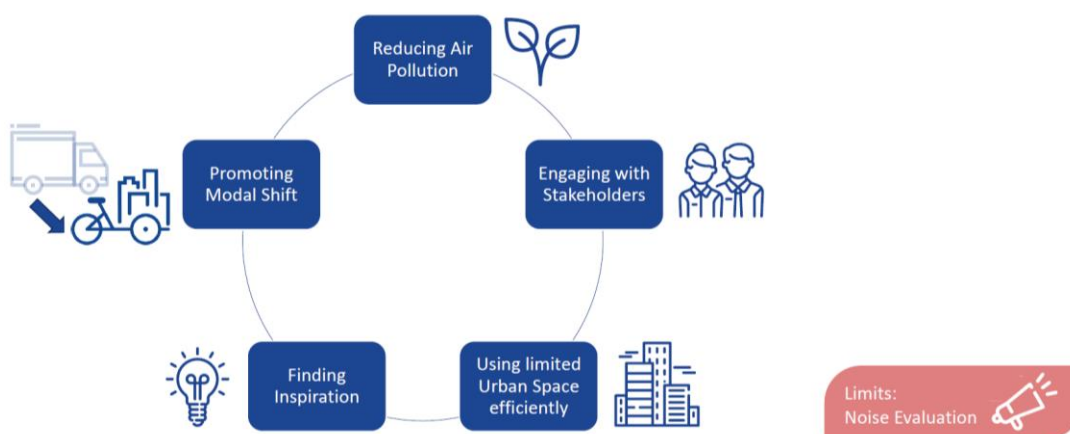 Reducing Air
Pollution
Promoting
Modal Shift
Engaging with
Stakeholders
Finding
Inspiration
Using limited
Urban Space
efficiently
Limits:
Noise Evaluation